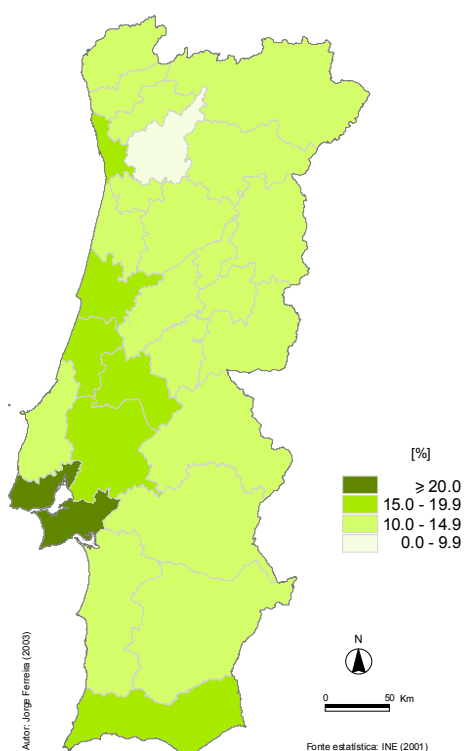 [%]
≥ 20.0
15.0 - 19.9
10.0 - 14.9
0.0 - 9.9
N
0 50 Km
Autor: Jorge Ferreira (2003)
Fonte estatística: INE (2001)